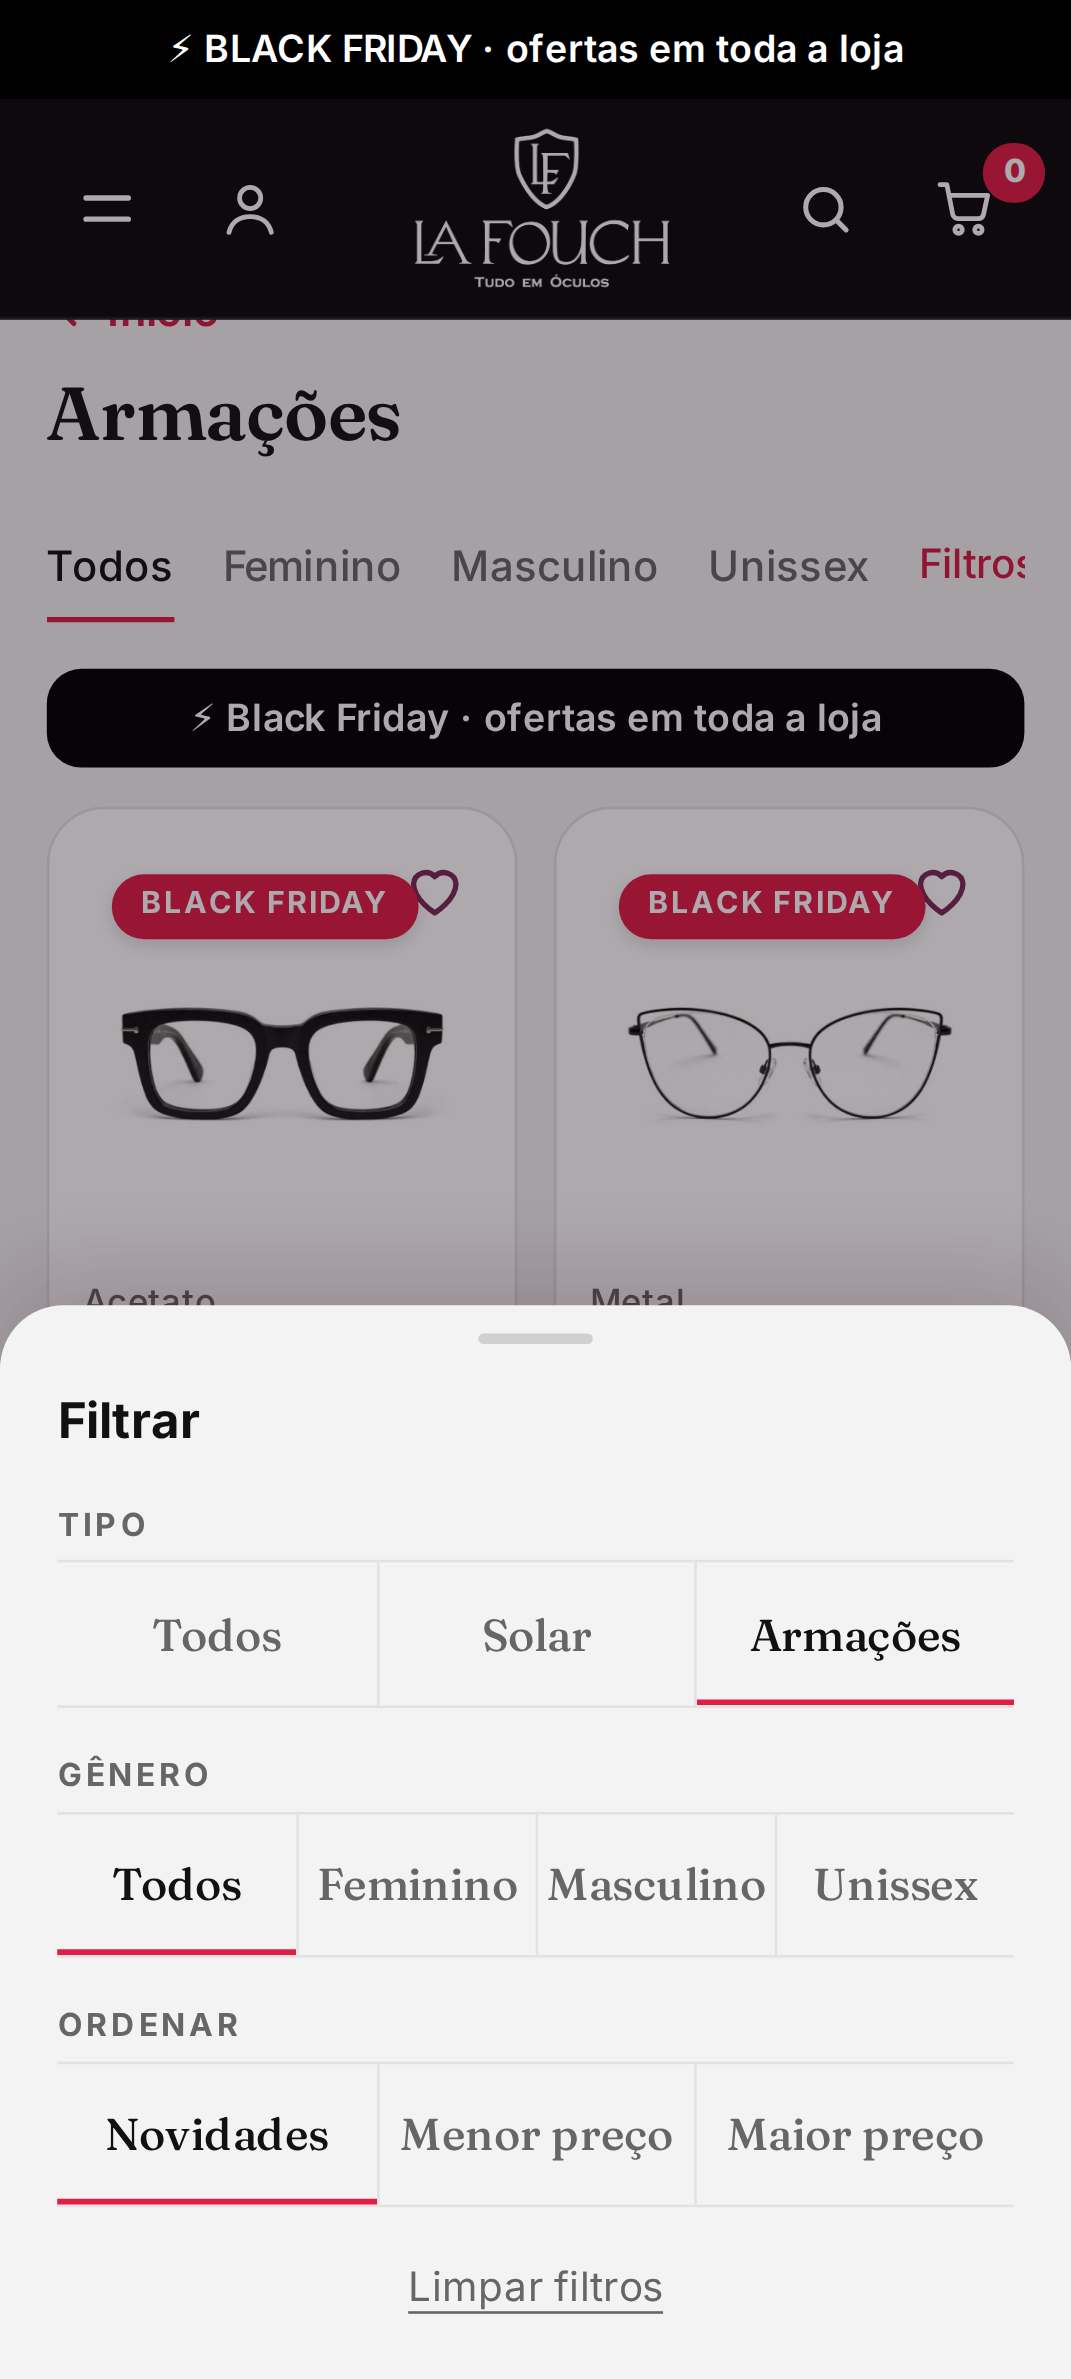 ⚡ BLACK FRIDAY · ofertas em toda a loja
0
LF
LA FOUCH
TUDO EM ÓCULOS
Início
Armações
Todos Feminino Masculino Unissex Filtros
⚡ Black Friday · ofertas em toda a loja
BLACK FRIDAY BLACK FRIDAY
Acetato Metal
Filtrar
TIPO
Todos Solar Armações
GÊNERO
Todos Feminino Masculino Unissex
ORDENAR
Novidades Menor preço Maior preço
Limpar filtros